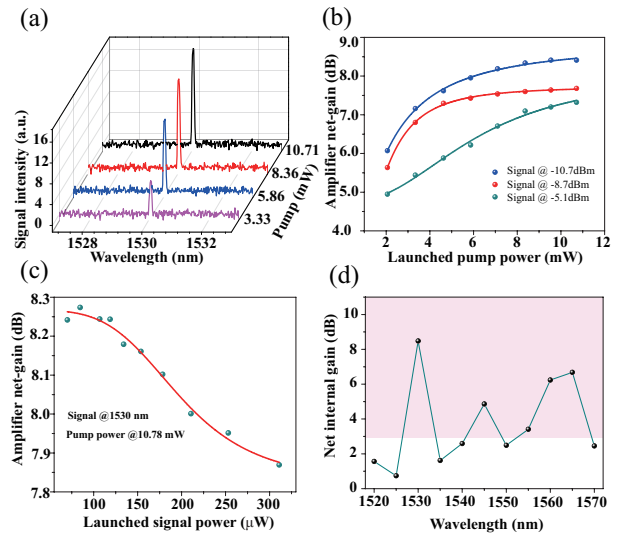 (a)
Signal intensity (a.u.)
16
12
8
4
0
1528
1530
1532
Wavelength (nm)
3.33
5.86
8.36
10.71
Pump (mW)
(b)
Amplifier net-gain (dB)
9.0
8.0
7.0
6.0
5.0
4.0
0 2 4 6 8 10 12
Launched pump power (mW)
Signal @ -10.7dBm
Signal @ -8.7dBm
Signal @ -5.1dBm
(c)
Amplifier net-gain (dB)
8.3
8.2
8.1
8.0
7.9
7.8
100 150 200 250 300
Launched signal power (μW)
Signal @1530 nm
Pump power @10.78 mW
(d)
Net internal gain (dB)
10
8
6
4
2
0
1520 1530 1540 1550 1560 1570
Wavelength (nm)